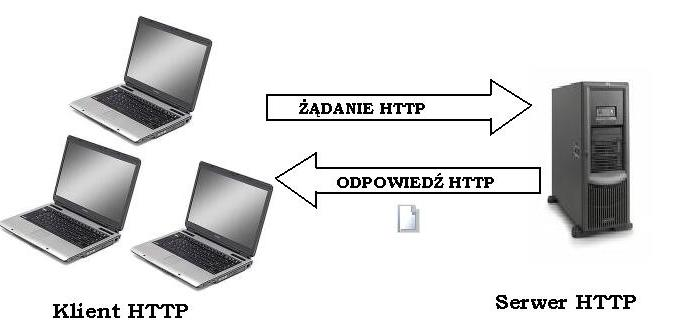 ŻĄDANIE HTTP
ODPOWIEDŹ HTTP
Klient HTTP
Serwer HTTP